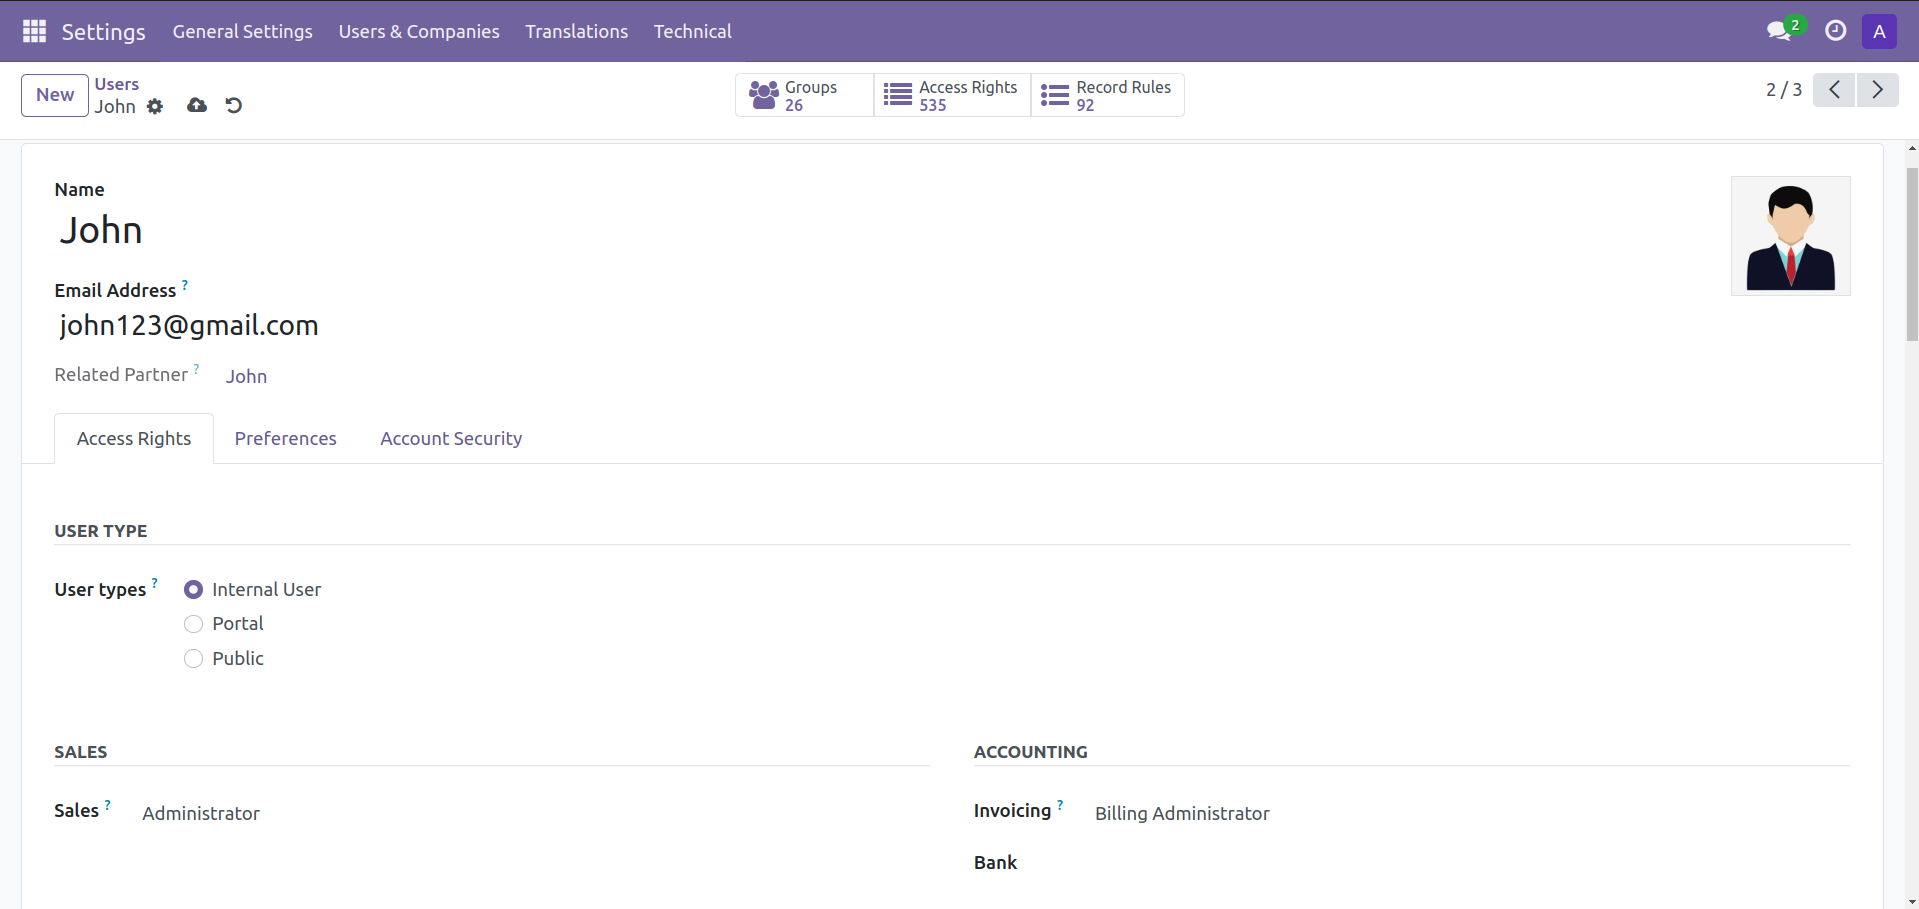 Settings General Settings Users & Companies Translations Technical 2 A
New Users
John
Groups 26
Access Rights 535
Record Rules 92
2 / 3
Name
John
Email Address ?
john123@gmail.com
Related Partner ? John
Access Rights Preferences Account Security
USER TYPE
User types ? Internal User
Portal
Public
SALES
Sales ? Administrator
ACCOUNTING
Invoicing ? Billing Administrator
Bank